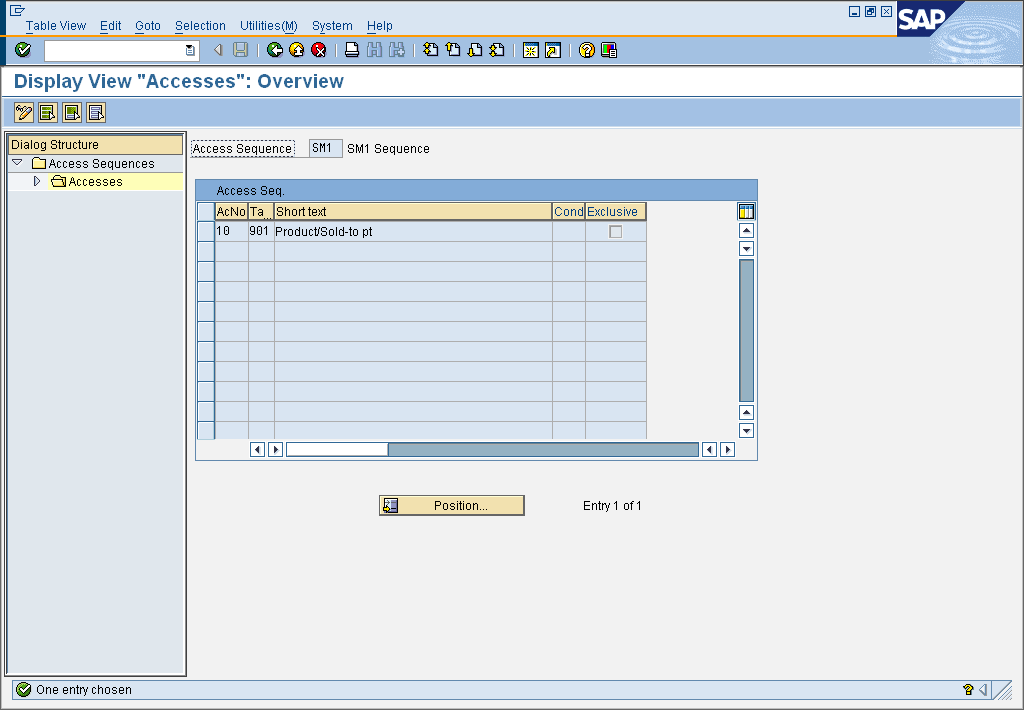 Table View Edit Goto Selection Utilities(M) System Help
SAP
Display View "Accesses": Overview
Dialog Structure
Access Sequences
Accesses
Access Sequence SM1 SM1 Sequence
Access Seq.
AcNo Ta... Short text Cond Exclusive
10 901 Product/Sold-to pt
Position... Entry 1 of 1
One entry chosen